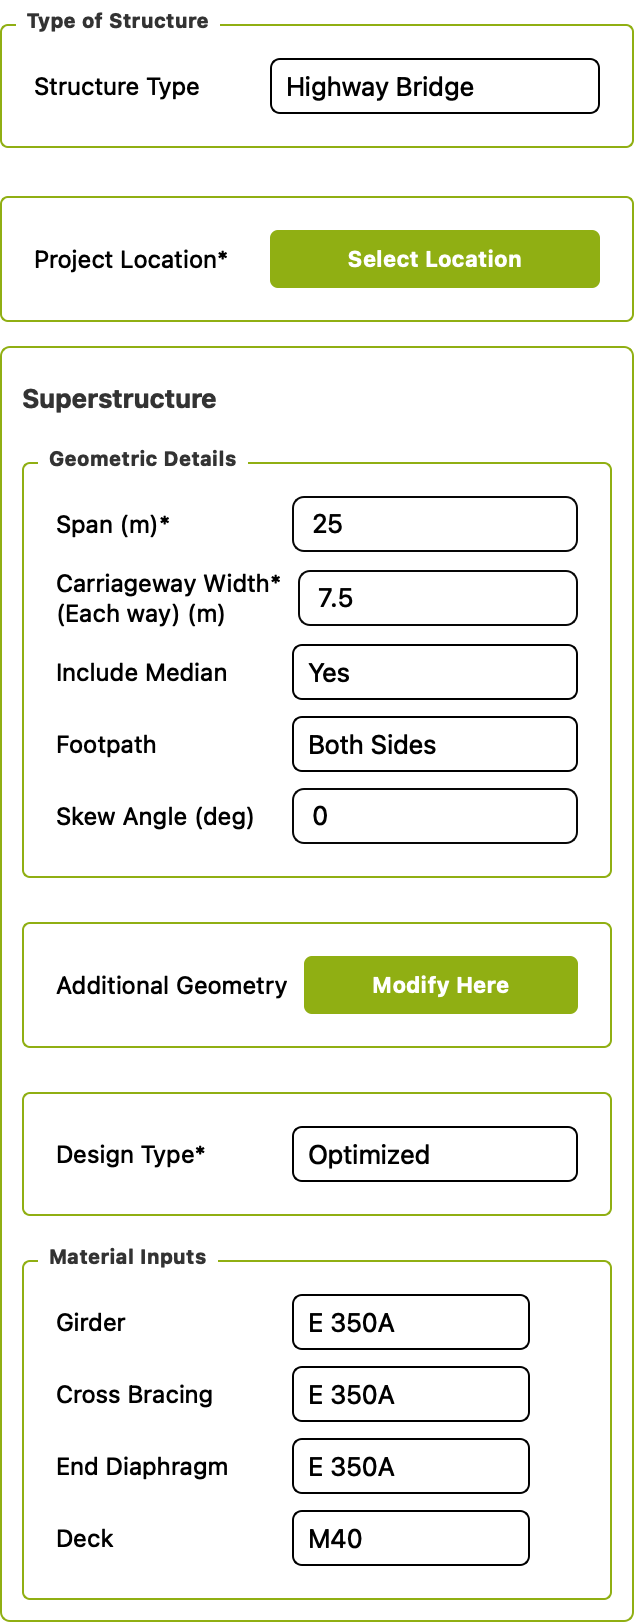 Type of Structure
Structure Type Highway Bridge
Project Location* Select Location
Superstructure
Geometric Details
Span (m)* 25
Carriageway Width*
(Each way) (m) 7.5
Include Median Yes
Footpath Both Sides
Skew Angle (deg) 0
Additional Geometry Modify Here
Design Type* Optimized
Material Inputs
Girder E 350A
Cross Bracing E 350A
End Diaphragm E 350A
Deck M40